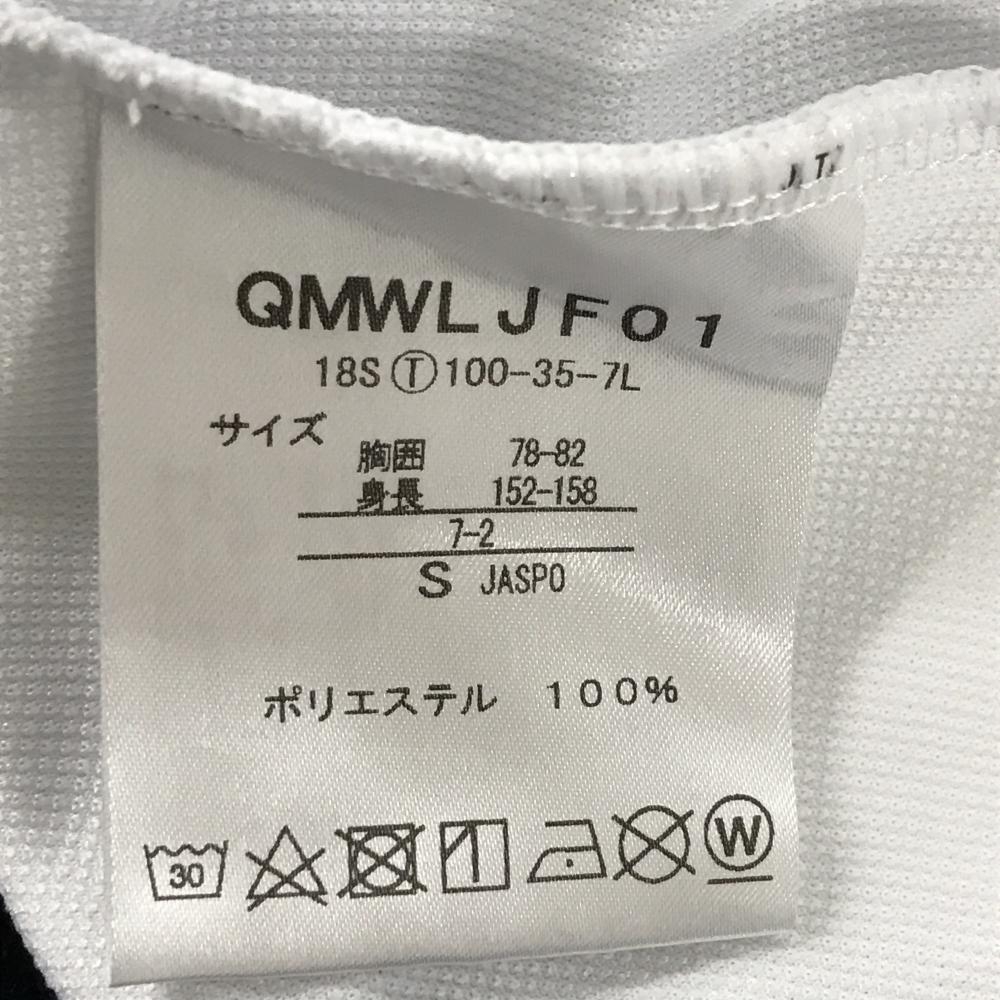 J.T.
QMWLJF01
18S Ⓣ 100-35-7L
サイズ
胸囲 78-82
身長 152-158
7-2
S JASPO
ポリエステル 100%
30
W